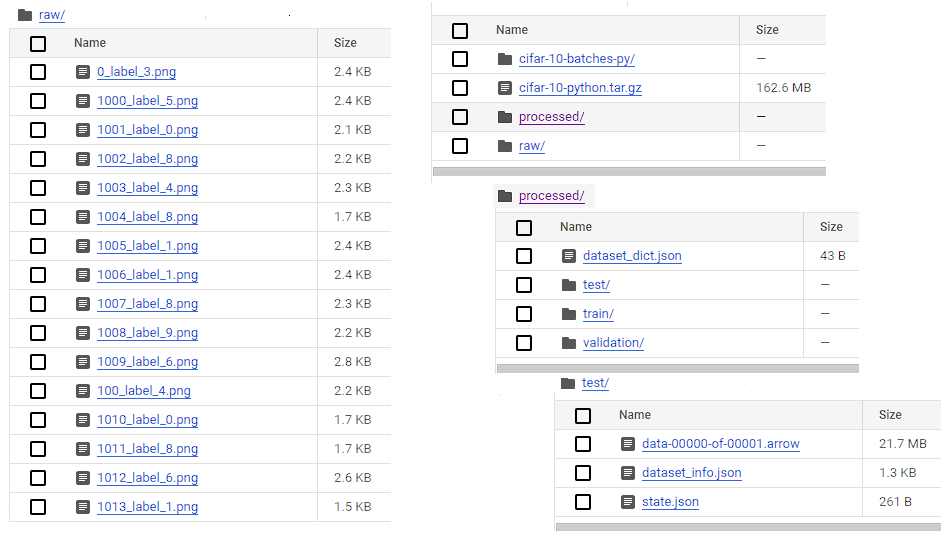 raw/
Name Size
0_label_3.png 2.4 KB
1000_label_5.png 2.4 KB
1001_label_0.png 2.1 KB
1002_label_8.png 2.2 KB
1003_label_4.png 2.3 KB
1004_label_8.png 1.7 KB
1005_label_1.png 2.4 KB
1006_label_1.png 2.4 KB
1007_label_8.png 2.3 KB
1008_label_9.png 2.2 KB
1009_label_6.png 2.8 KB
100_label_4.png 2.2 KB
1010_label_0.png 1.7 KB
1011_label_8.png 1.7 KB
1012_label_6.png 2.6 KB
1013_label_1.png 1.5 KB
Name Size
cifar-10-batches-py/ —
cifar-10-python.tar.gz 162.6 MB
processed/ —
raw/ —
processed/
Name Size
dataset_dict.json 43 B
test/ —
train/ —
validation/ —
test/
Name Size
data-00000-of-00001.arrow 21.7 MB
dataset_info.json 1.3 KB
state.json 261 B